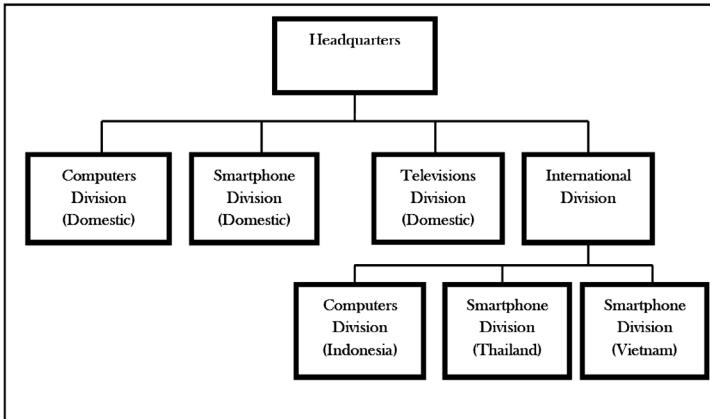 Headquarters
Computers
Division
(Domestic)
Smartphone
Division
(Domestic)
Televisions
Division
(Domestic)
International
Division
Computers
Division
(Indonesia)
Smartphone
Division
(Thailand)
Smartphone
Division
(Vietnam)